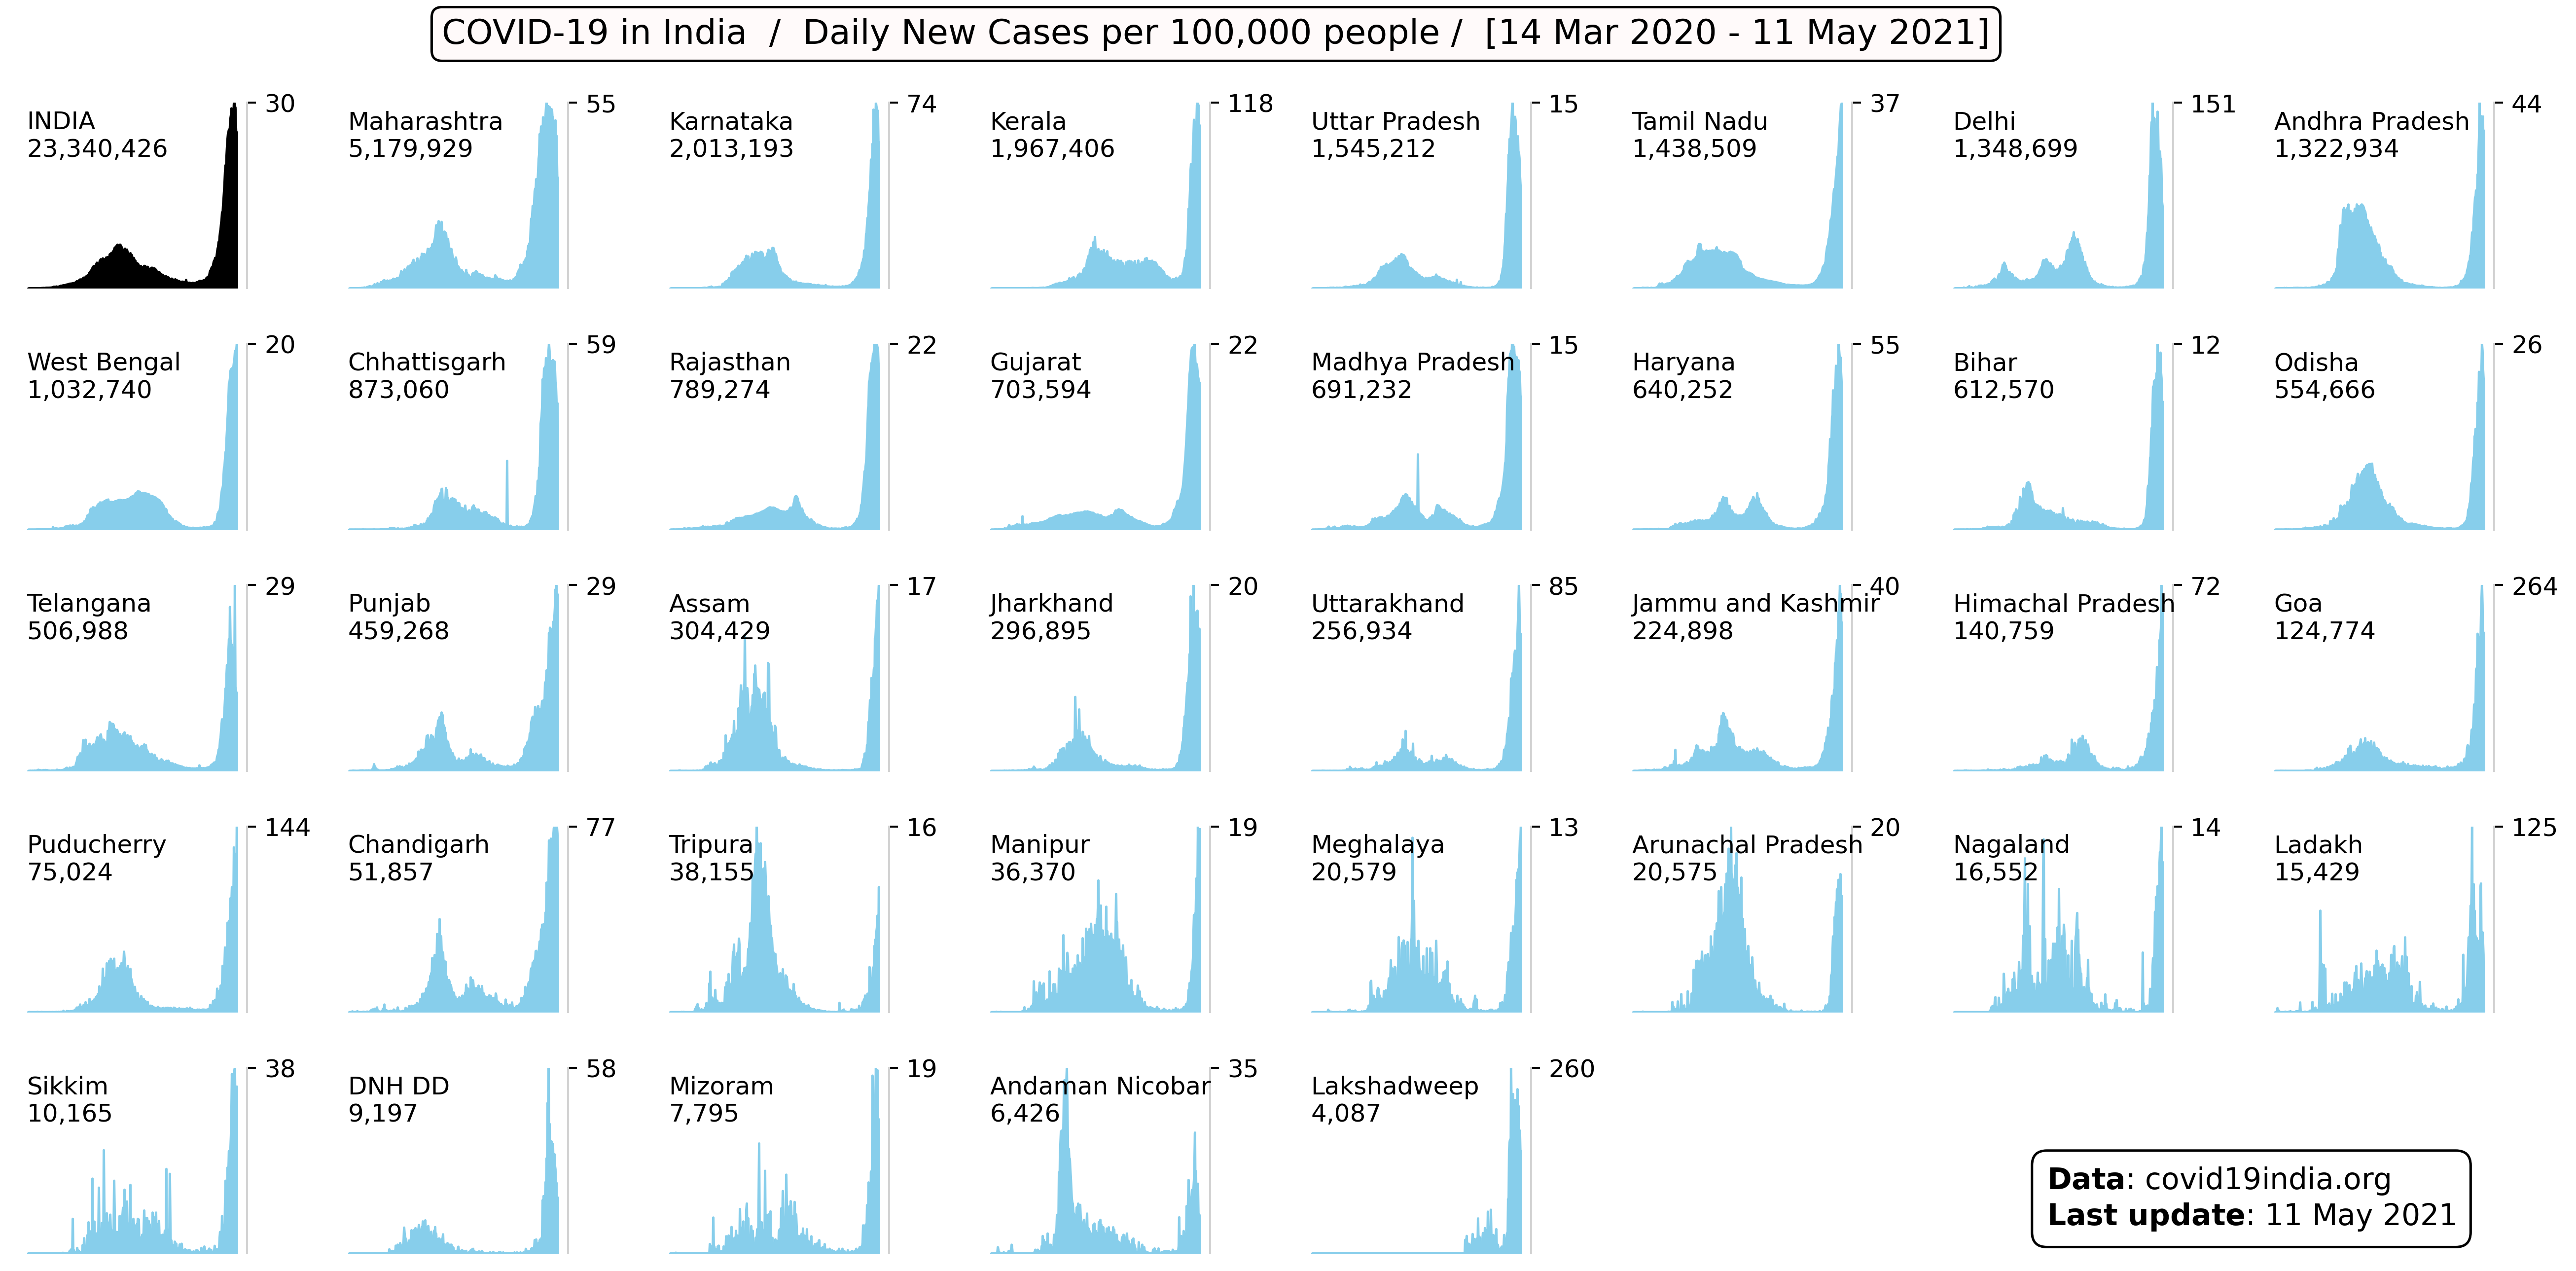 COVID-19 in India / Daily New Cases per 100,000 people / [14 Mar 2020 - 11 May 2021]
INDIA
23,340,426
30
Maharashtra
5,179,929
55
Karnataka
2,013,193
74
Kerala
1,967,406
118
Uttar Pradesh
1,545,212
15
Tamil Nadu
1,438,509
37
Delhi
1,348,699
151
Andhra Pradesh
1,322,934
44
West Bengal
1,032,740
20
Chhattisgarh
873,060
59
Rajasthan
789,274
22
Gujarat
703,594
22
Madhya Pradesh
691,232
15
Haryana
640,252
55
Bihar
612,570
12
Odisha
554,666
26
Telangana
506,988
29
Punjab
459,268
29
Assam
304,429
17
Jharkhand
296,895
20
Uttarakhand
256,934
85
Jammu and Kashmir
224,898
40
Himachal Pradesh
140,759
72
Goa
124,774
264
Puducherry
75,024
144
Chandigarh
51,857
77
Tripura
38,155
16
Manipur
36,370
19
Meghalaya
20,579
13
Arunachal Pradesh
20,575
20
Nagaland
16,552
14
Ladakh
15,429
125
Sikkim
10,165
38
DNH DD
9,197
58
Mizoram
7,795
19
Andaman Nicobar
6,426
35
Lakshadweep
4,087
260
Data: covid19india.org
Last update: 11 May 2021